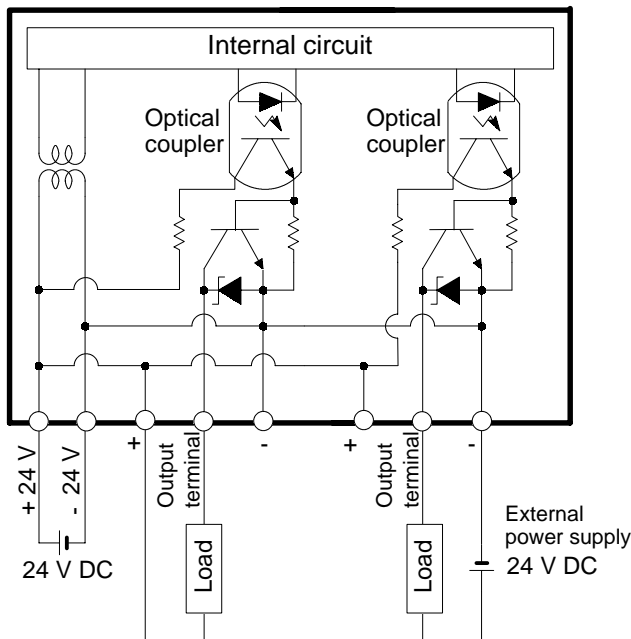 Internal circuit
Optical
coupler
Optical
coupler
+ 24 V
- 24 V
+
Output
terminal
-
+
Output
terminal
-
24 V DC
Load
Load
External
power supply
24 V DC